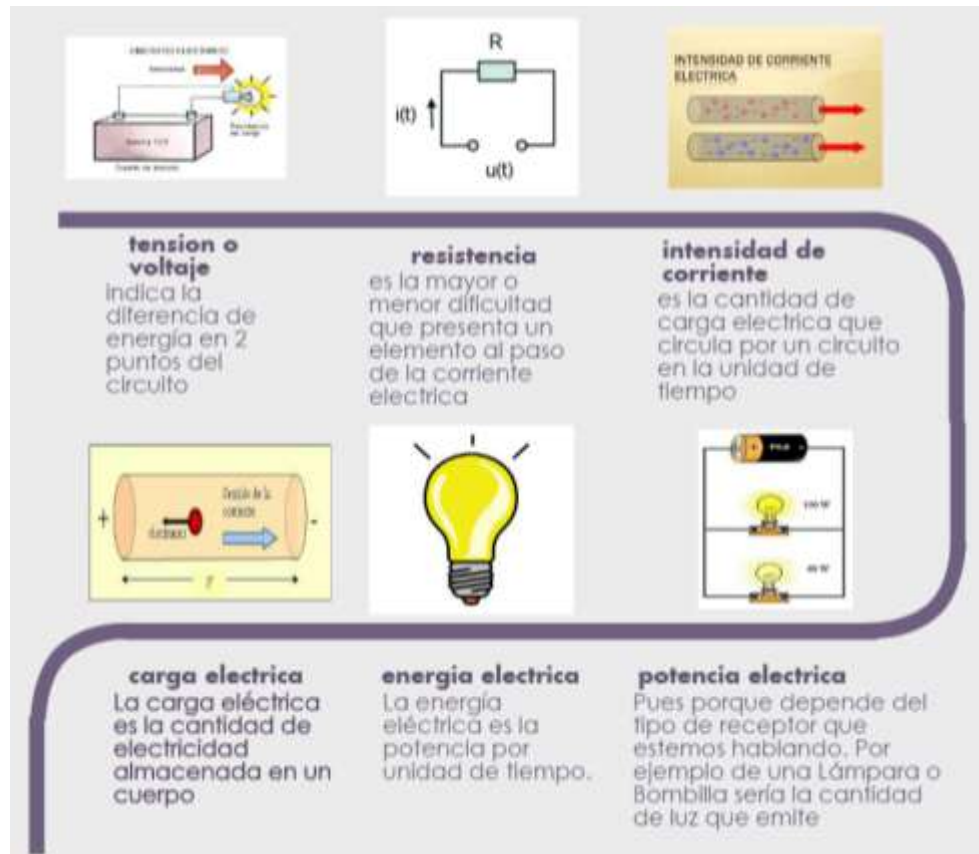 R
i(t)
u(t)
INTENSIDAD DE CORRIENTE
ELECTRICA
tension o
voltaje
indica la
diferencia de
energía en 2
puntos del
circuito
resistencia
es la mayor o
menor dificultad
que presenta un
elemento al paso
de la corriente
electrica
intensidad de
corriente
es la cantidad de
carga electrica que
circula por un circuito
en la unidad de
tiempo
+
Sentido de la
corriente
-
carga electrica
La carga eléctrica
es la cantidad de
electricidad
almacenada en un
cuerpo
energia electrica
La energía
eléctrica es la
potencia por
unidad de tiempo.
potencia electrica
Pues porque depende del
tipo de receptor que
estemos hablando. Por
ejemplo de una Lámpara o
Bombilla sería la cantidad
de luz que emite